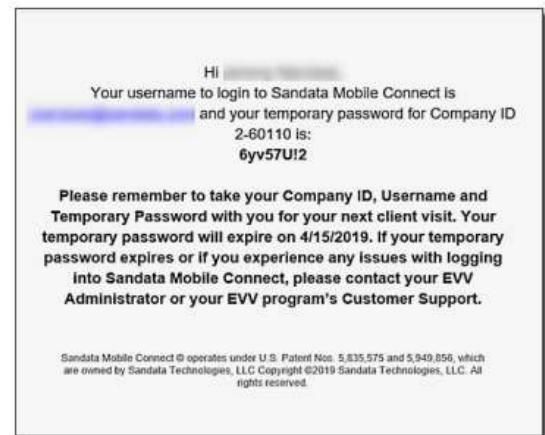 Hi
Your username to login to Sandata Mobile Connect is
and your temporary password for Company ID
2-60110 is:
6yv57U!2
Please remember to take your Company ID, Username and
Temporary Password with you for your next client visit. Your
temporary password will expire on 4/15/2019. If your temporary
password expires or if you experience any issues with logging
into Sandata Mobile Connect, please contact your EVV
Administrator or your EVV program's Customer Support.
Sandata Mobile Connect © operates under U.S. Patent Nos. 5,835,575 and 5,949,856, which
are owned by Sandata Technologies, LLC Copyright ©2019 Sandata Technologies, LLC. All
rights reserved.